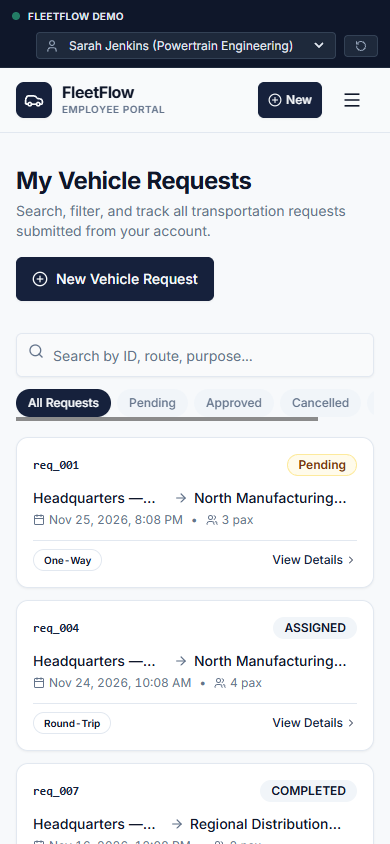 FLEETFLOW DEMO
Sarah Jenkins (Powertrain Engineering)
FleetFlow
EMPLOYEE PORTAL
New
My Vehicle Requests
Search, filter, and track all transportation requests
submitted from your account.
New Vehicle Request
Search by ID, route, purpose...
All Requests Pending Approved Cancelled
req_001 Pending
Headquarters —... → North Manufacturing...
Nov 25, 2026, 8:08 PM • 3 pax
One-Way View Details
req_004 ASSIGNED
Headquarters —... → North Manufacturing...
Nov 24, 2026, 10:08 AM • 4 pax
Round-Trip View Details
req_007 COMPLETED
Headquarters —... → Regional Distribution...